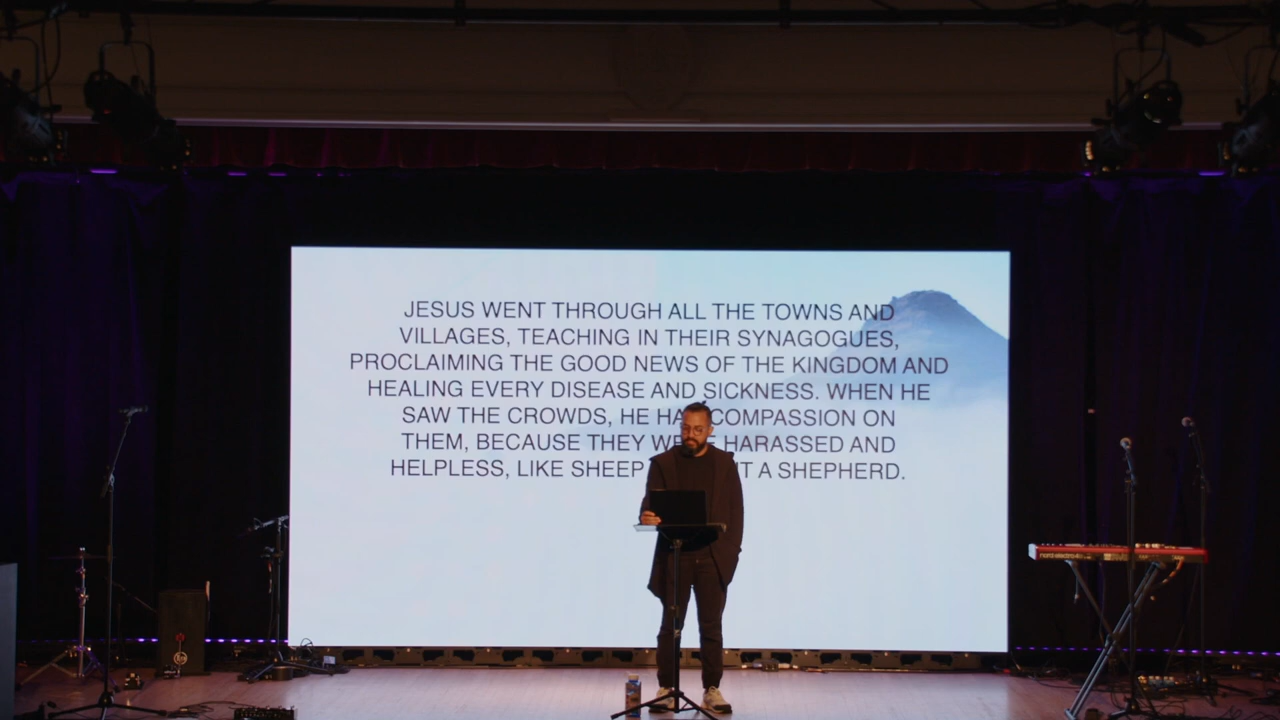 JESUS WENT THROUGH ALL THE TOWNS AND
VILLAGES, TEACHING IN THEIR SYNAGOGUES,
PROCLAIMING THE GOOD NEWS OF THE KINGDOM AND
HEALING EVERY DISEASE AND SICKNESS. WHEN HE
SAW THE CROWDS, HE COMPASSION ON
THEM, BECAUSE THEY HARASSED AND
HELPLESS, LIKE SHEEP A SHEPHERD.
nord electro